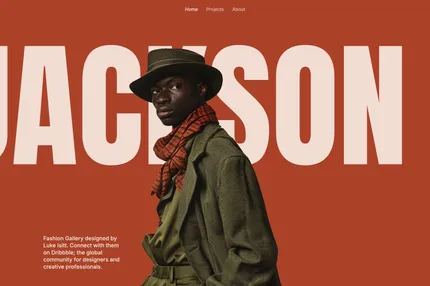 Home Projects About
JACKSON
Fashion Gallery designed by
Luke Isitt. Connect with them
on Dribbble; the global
community for designers and
creative professionals.